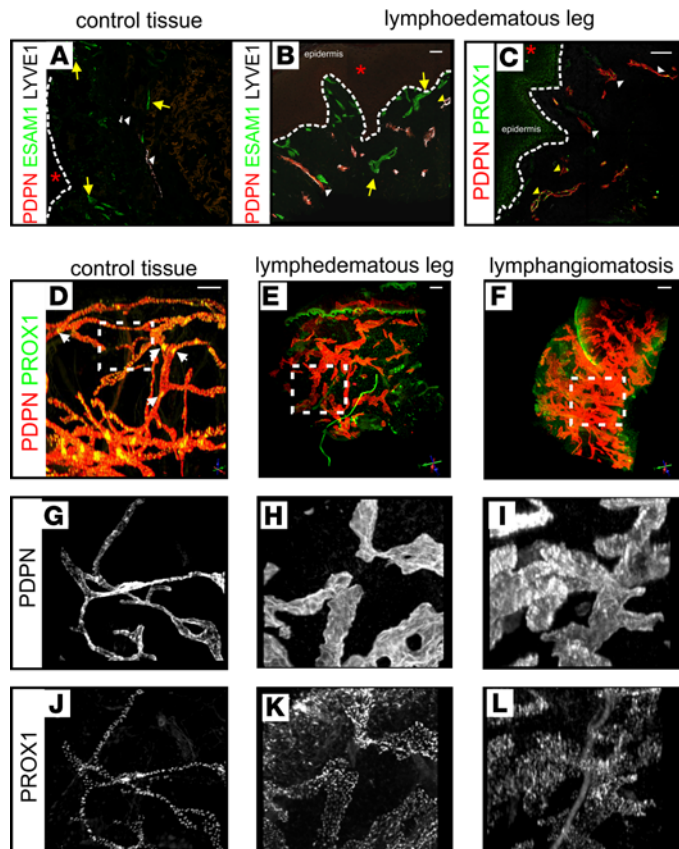 control tissue
lymphoedematous leg
PDPN ESAM1 LYVE1
A
*
PDPN ESAM1 LYVE1
B
epidermis
*
PDPN PROX1
C
*
epidermis
control tissue
lymphedematous leg
lymphangiomatosis
PDPN PROX1
D
E
F
PDPN
G
H
I
PROX1
J
K
L